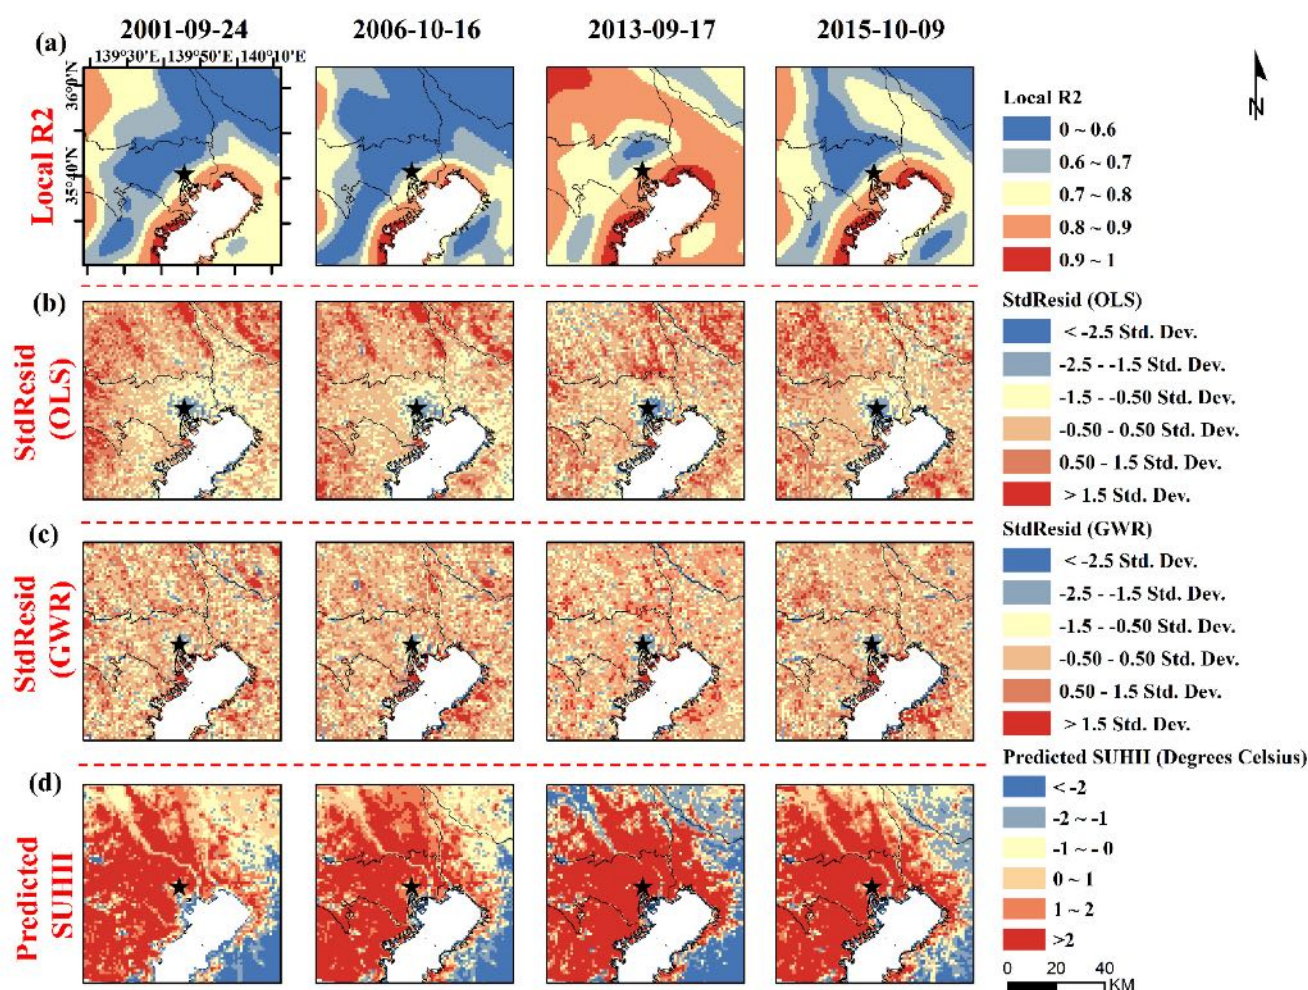 2001-09-24 2006-10-16 2013-09-17 2015-10-09
(a)
139°30'E 139°50'E 140°10'E
36°0'N
35°40'N
Local R2
N
Local R2
0 ~ 0.6
0.6 ~ 0.7
0.7 ~ 0.8
0.8 ~ 0.9
0.9 ~ 1
(b)
StdResid
(OLS)
StdResid (OLS)
< -2.5 Std. Dev.
-2.5 - -1.5 Std. Dev.
-1.5 - -0.50 Std. Dev.
-0.50 - 0.50 Std. Dev.
0.50 - 1.5 Std. Dev.
> 1.5 Std. Dev.
(c)
StdResid
(GWR)
StdResid (GWR)
< -2.5 Std. Dev.
-2.5 - -1.5 Std. Dev.
-1.5 - -0.50 Std. Dev.
-0.50 - 0.50 Std. Dev.
0.50 - 1.5 Std. Dev.
> 1.5 Std. Dev.
(d)
Predicted
SUHII
Predicted SUHII (Degrees Celsius)
< -2
-2 ~ -1
-1 ~ - 0
0 ~ 1
1 ~ 2
>2
0 20 40
KM